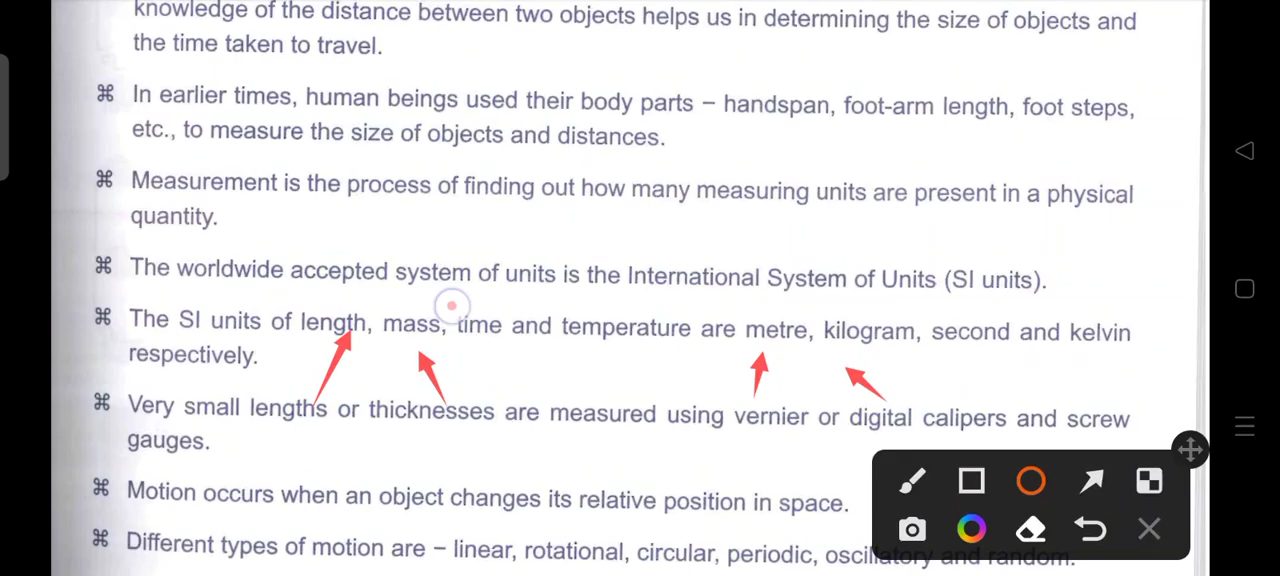 knowledge of the distance between two objects helps us in determining the size of objects and
the time taken to travel.
⌘ In earlier times, human beings used their body parts – handspan, foot-arm length, foot steps,
etc., to measure the size of objects and distances.
⌘ Measurement is the process of finding out how many measuring units are present in a physical
quantity.
⌘ The worldwide accepted system of units is the International System of Units (SI units).
⌘ The SI units of length, mass, time and temperature are metre, kilogram, second and kelvin
respectively.
⌘ Very small lengths or thicknesses are measured using vernier or digital calipers and screw
gauges.
⌘ Motion occurs when an object changes its relative position in space.
⌘ Different types of motion are – linear, rotational, circular, periodic, oscillatory and random.